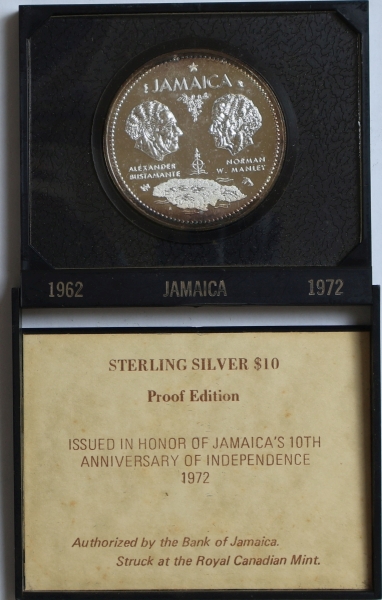 JAMAICA
ALEXANDER
BUSTAMANTE
NORMAN
W. MANLEY
1962 JAMAICA 1972
STERLING SILVER $10
Proof Edition
ISSUED IN HONOR OF JAMAICA'S 10TH
ANNIVERSARY OF INDEPENDENCE
1972
Authorized by the Bank of Jamaica.
Struck at the Royal Canadian Mint.